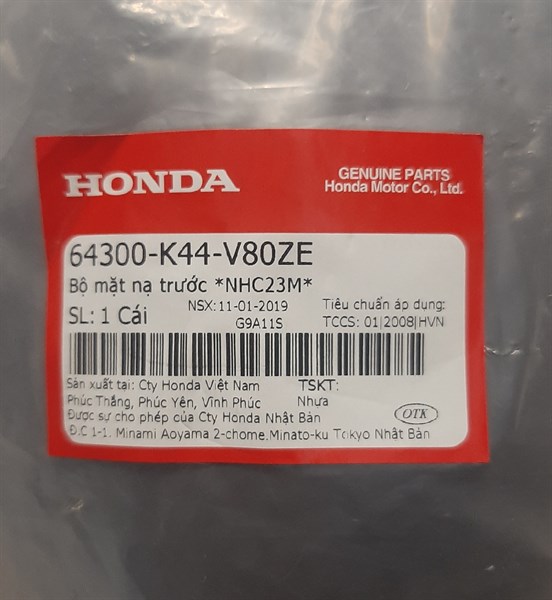 HONDA
GENUINE PARTS
Honda Motor Co., Ltd.
64300-K44-V80ZE
Bộ mặt nạ trước *NHC23M*
SL: 1 Cái
NSX: 11-01-2019
G9A11S
Tiêu chuẩn áp dụng:
TCCS: 01|2008|HVN
Sản xuất tại: Cty Honda Việt Nam
Phúc Thắng, Phúc Yên, Vĩnh Phúc
Được sự cho phép của Cty Honda Nhật Bản
Đ.C 1-1. Minami Aoyama 2-chome.Minato-ku Tokyo Nhật Bản
TSKT:
Nhựa
OTK